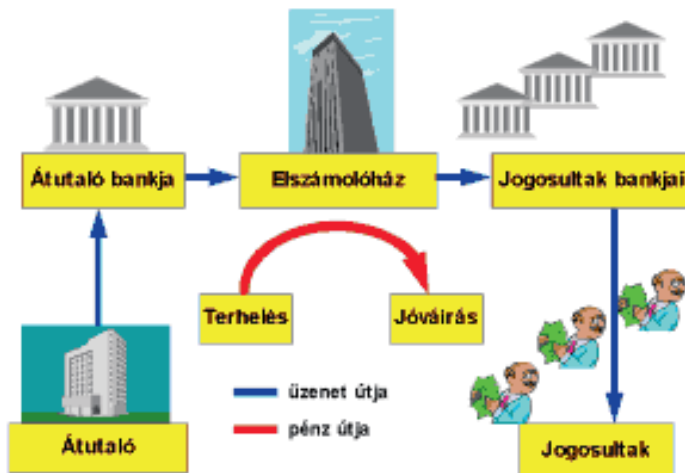 Átutaló bankja
Elszámolóház
Jogosultak bankjai
Terhelés
Jóváírás
üzenet útja
pénz útja
Átutaló
Jogosultak